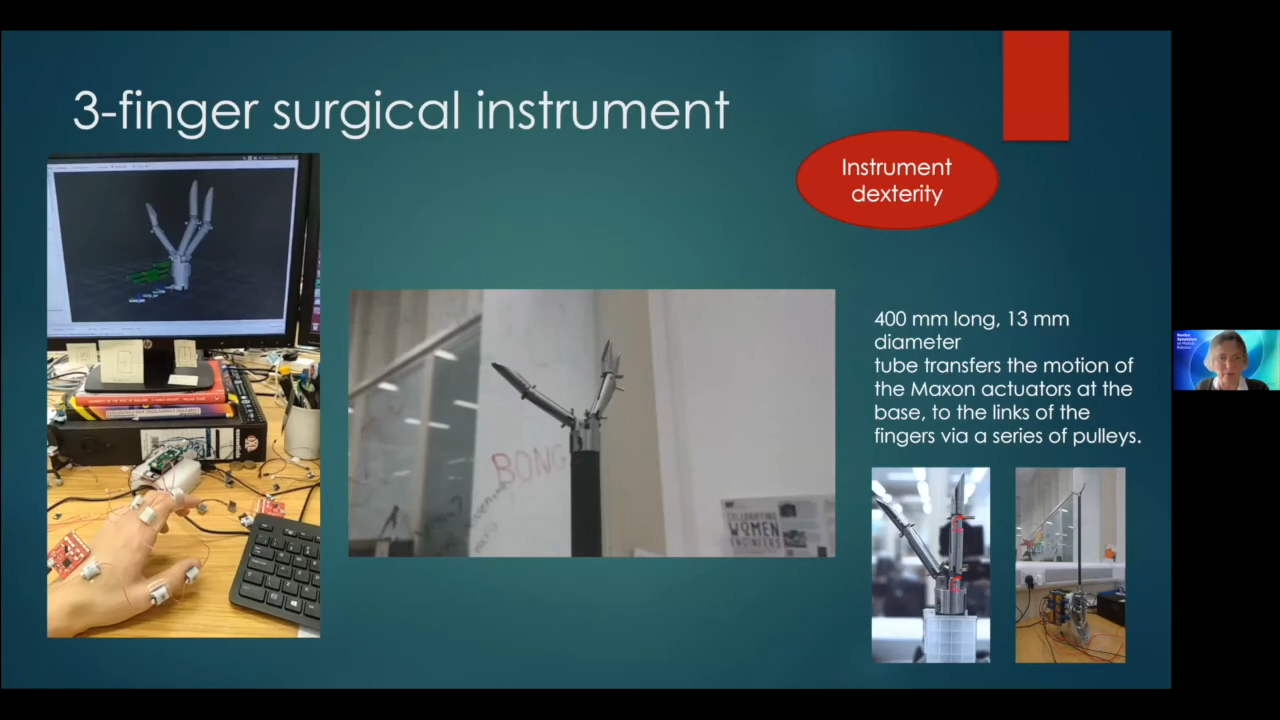 3-finger surgical instrument
Instrument
dexterity
400 mm long, 13 mm
diameter
tube transfers the motion of
the Maxon actuators at the
base, to the links of the
fingers via a series of pulleys.
BONG
CELEBRATING
WOMEN
ENGINEERS